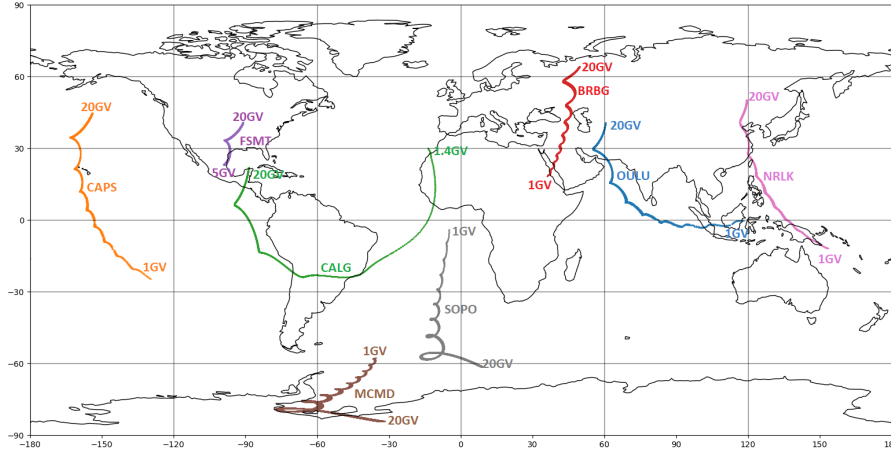 90
60
30
0
−30
−60
−90
20GV
CAPS
1GV
20GV
FSMT
5GV
20GV
CALG
1.4GV
1GV
SOPO
20GV
1GV
MCMD
20GV
20GV
BRBG
1GV
20GV
OULU
1GV
20GV
NRLK
1GV
−180 −150 −120 −90 −60 −30 0 30 60 90 120 150 18